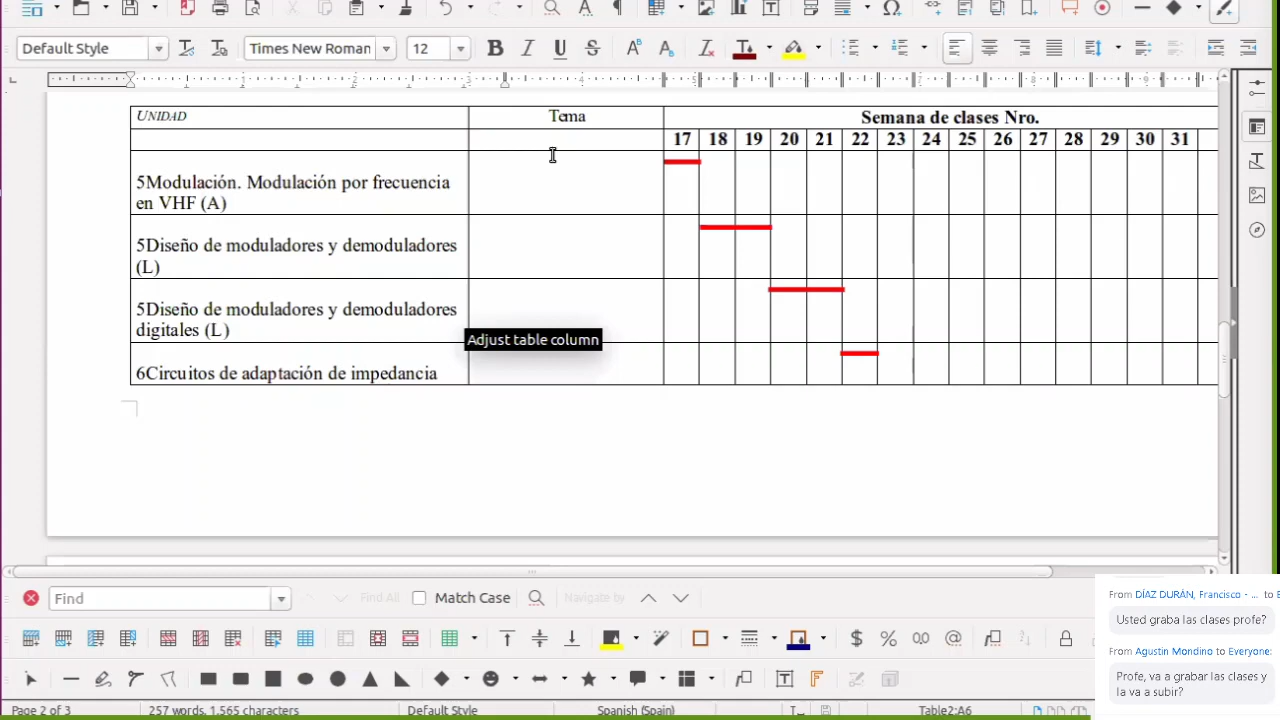 Default Style
Times New Roman
12
UNIDAD
Tema
Semana de clases Nro.
17 18 19 20 21 22 23 24 25 26 27 28 29 30 31
5Modulación. Modulación por frecuencia
en VHF (A)
5Diseño de moduladores y demoduladores
(L)
5Diseño de moduladores y demoduladores
digitales (L)
Adjust table column
6Circuitos de adaptación de impedancia
Find
Find All
Match Case
Navigate by
From DÍAZ DURÁN, Francisco - ... to E
Usted graba las clases profe?
From Agustin Mondino to Everyone:
Profe, va a grabar las clases y
la va a subir?
Page 2 of 3
257 words, 1,565 characters
Default Style
Spanish (Spain)
Table2:A6